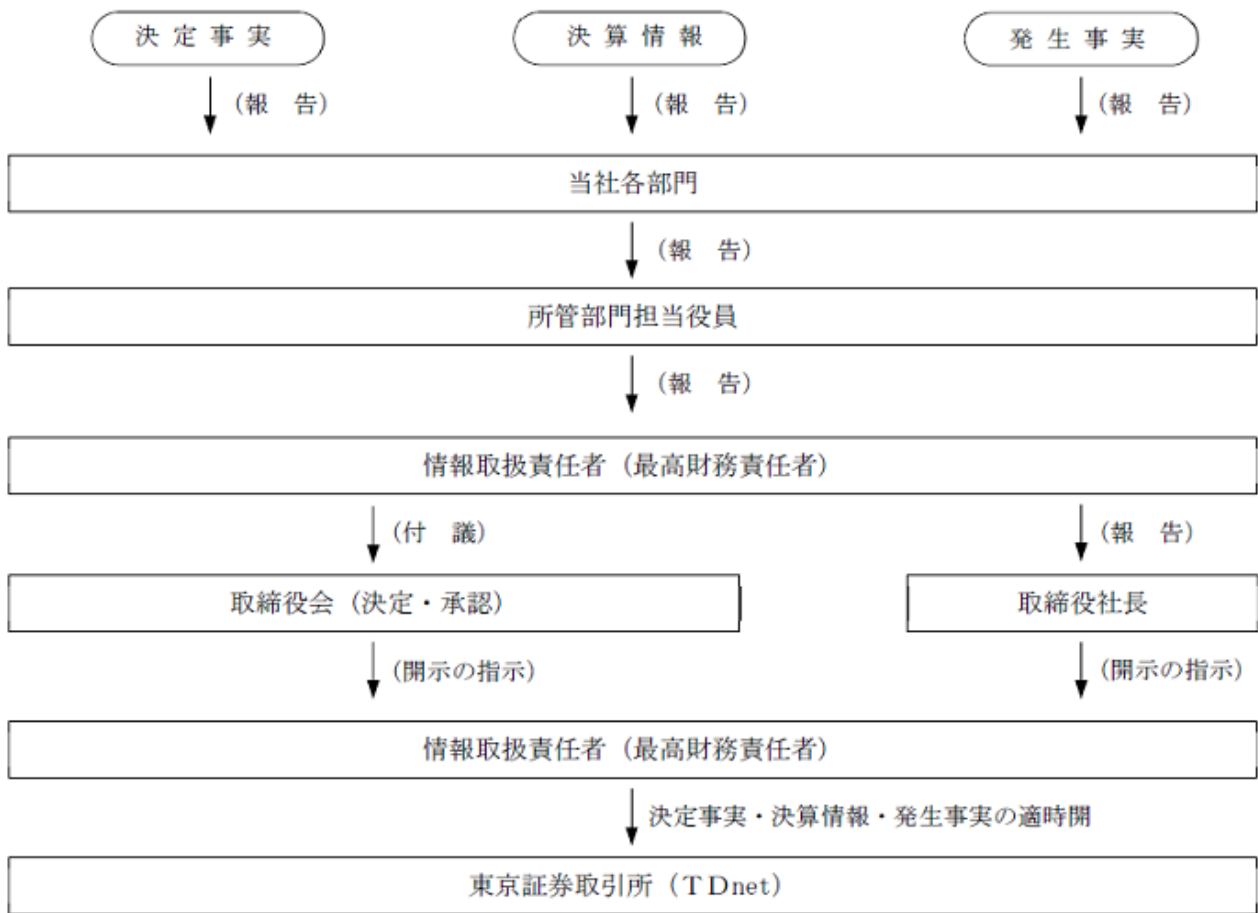 決 定 事 実
決 算 情 報
発 生 事 実
(報　告)
(報　告)
(報　告)
当社各部門
(報　告)
所管部門担当役員
(報　告)
情報取扱責任者（最高財務責任者）
(付　議)
(報　告)
取締役会（決定・承認）
取締役社長
(開示の指示)
(開示の指示)
情報取扱責任者（最高財務責任者）
決定事実・決算情報・発生事実の適時開
東京証券取引所（ＴＤnet）